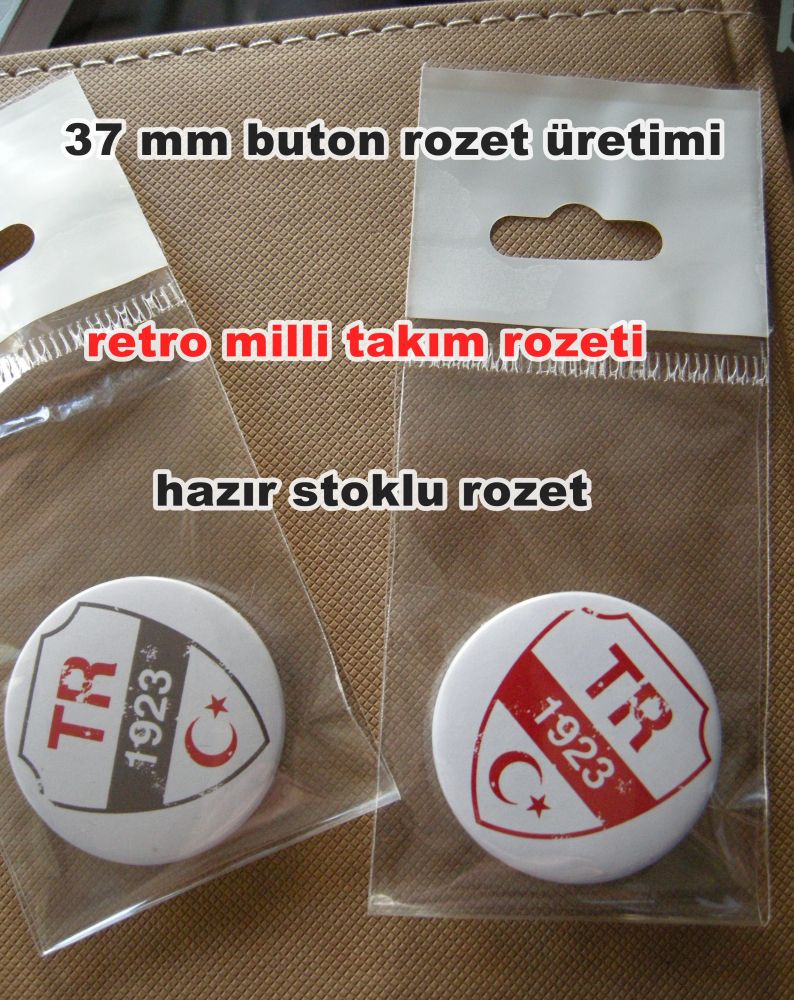 37 mm buton rozet üretimi
retro milli takım rozeti
hazır stoklu rozet
TR
1923
TR
1923